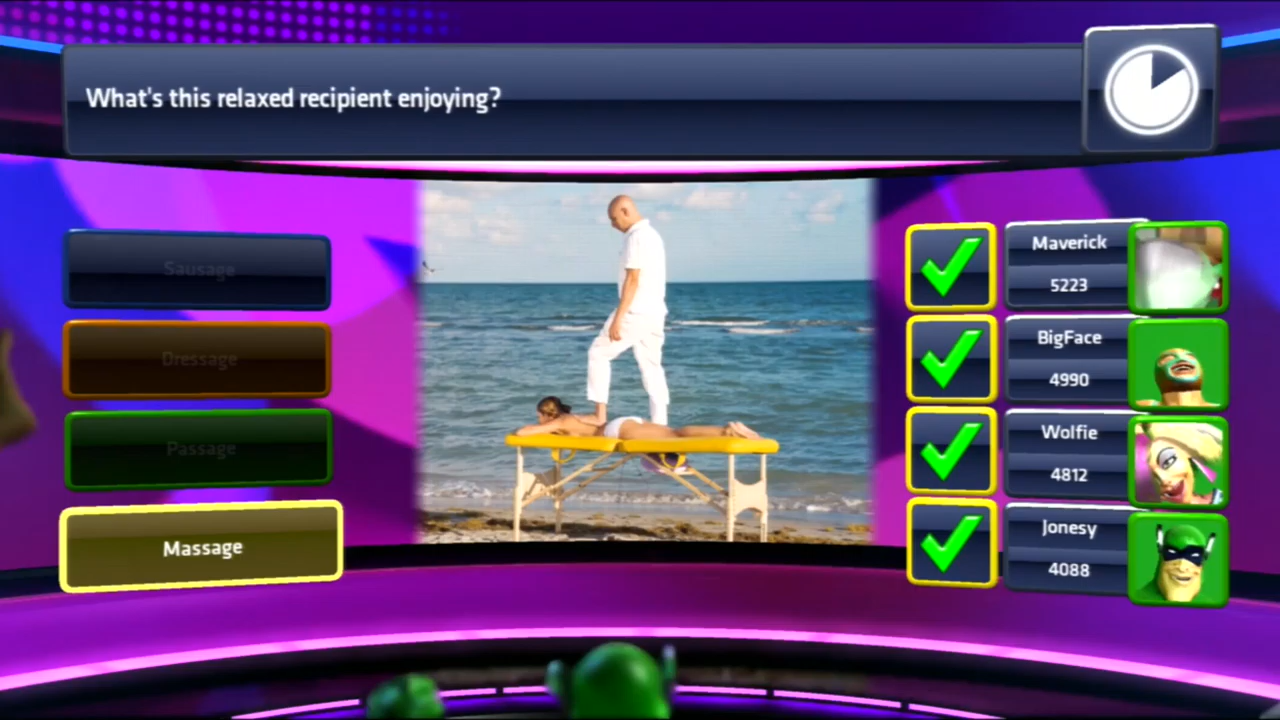 What's this relaxed recipient enjoying?
Sausage
Dressage
Passage
Massage
Maverick
5223
BigFace
4990
Wolfie
4812
Jonesy
4088